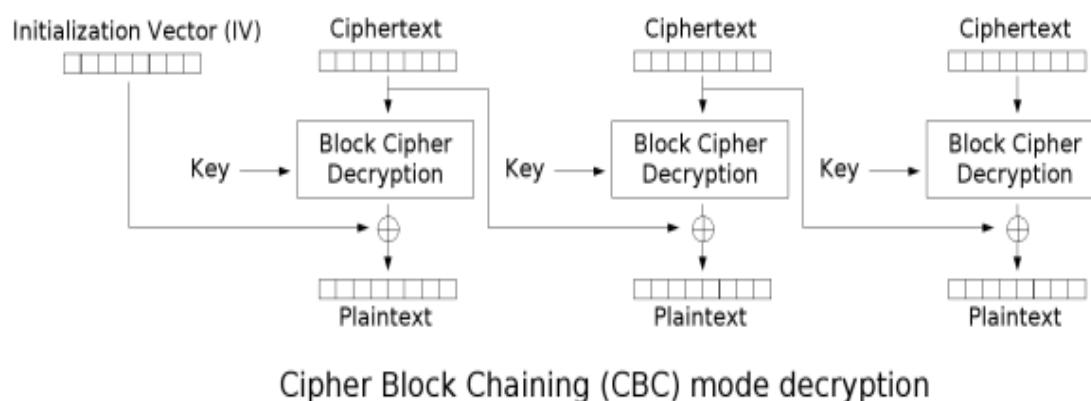 Initialization Vector (IV)
Ciphertext
Ciphertext
Ciphertext
Key
Block Cipher
Decryption
Key
Block Cipher
Decryption
Key
Block Cipher
Decryption
Plaintext
Plaintext
Plaintext
Cipher Block Chaining (CBC) mode decryption